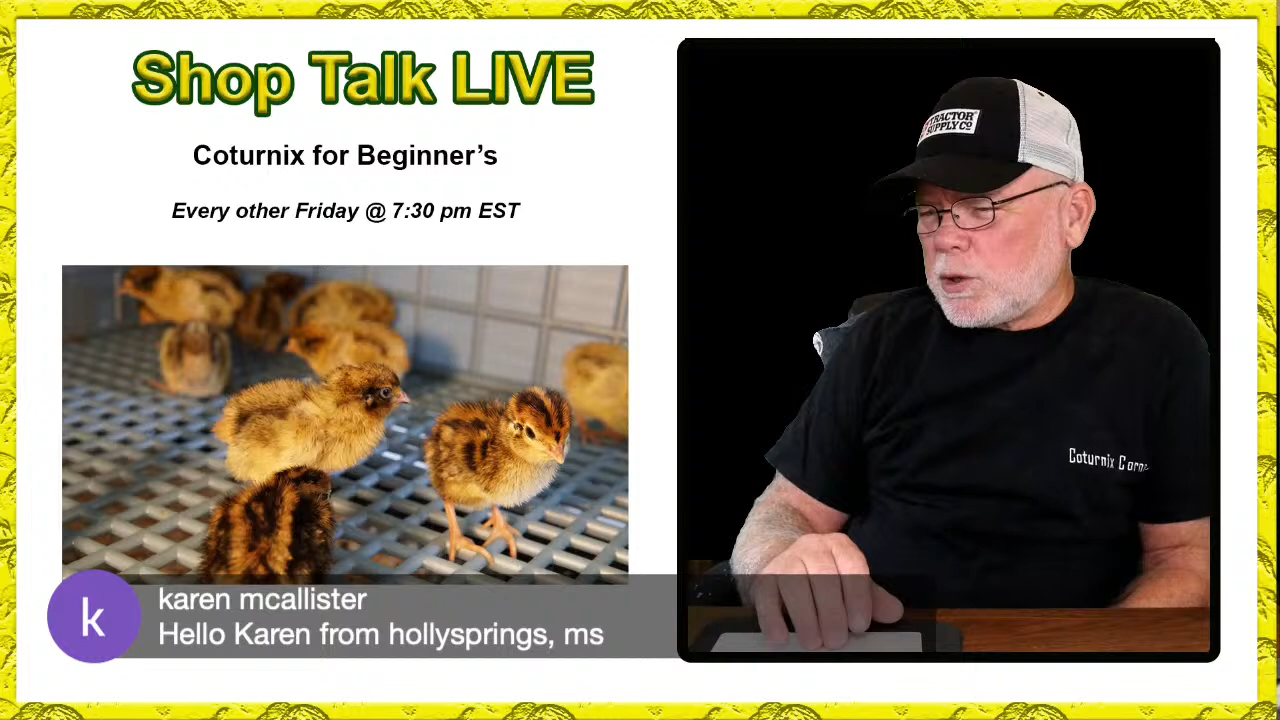 Shop Talk LIVE
Coturnix for Beginner’s
Every other Friday @ 7:30 pm EST
TRACTOR
SUPPLY CO
Coturnix
k
karen mcallister
Hello Karen from hollysprings, ms